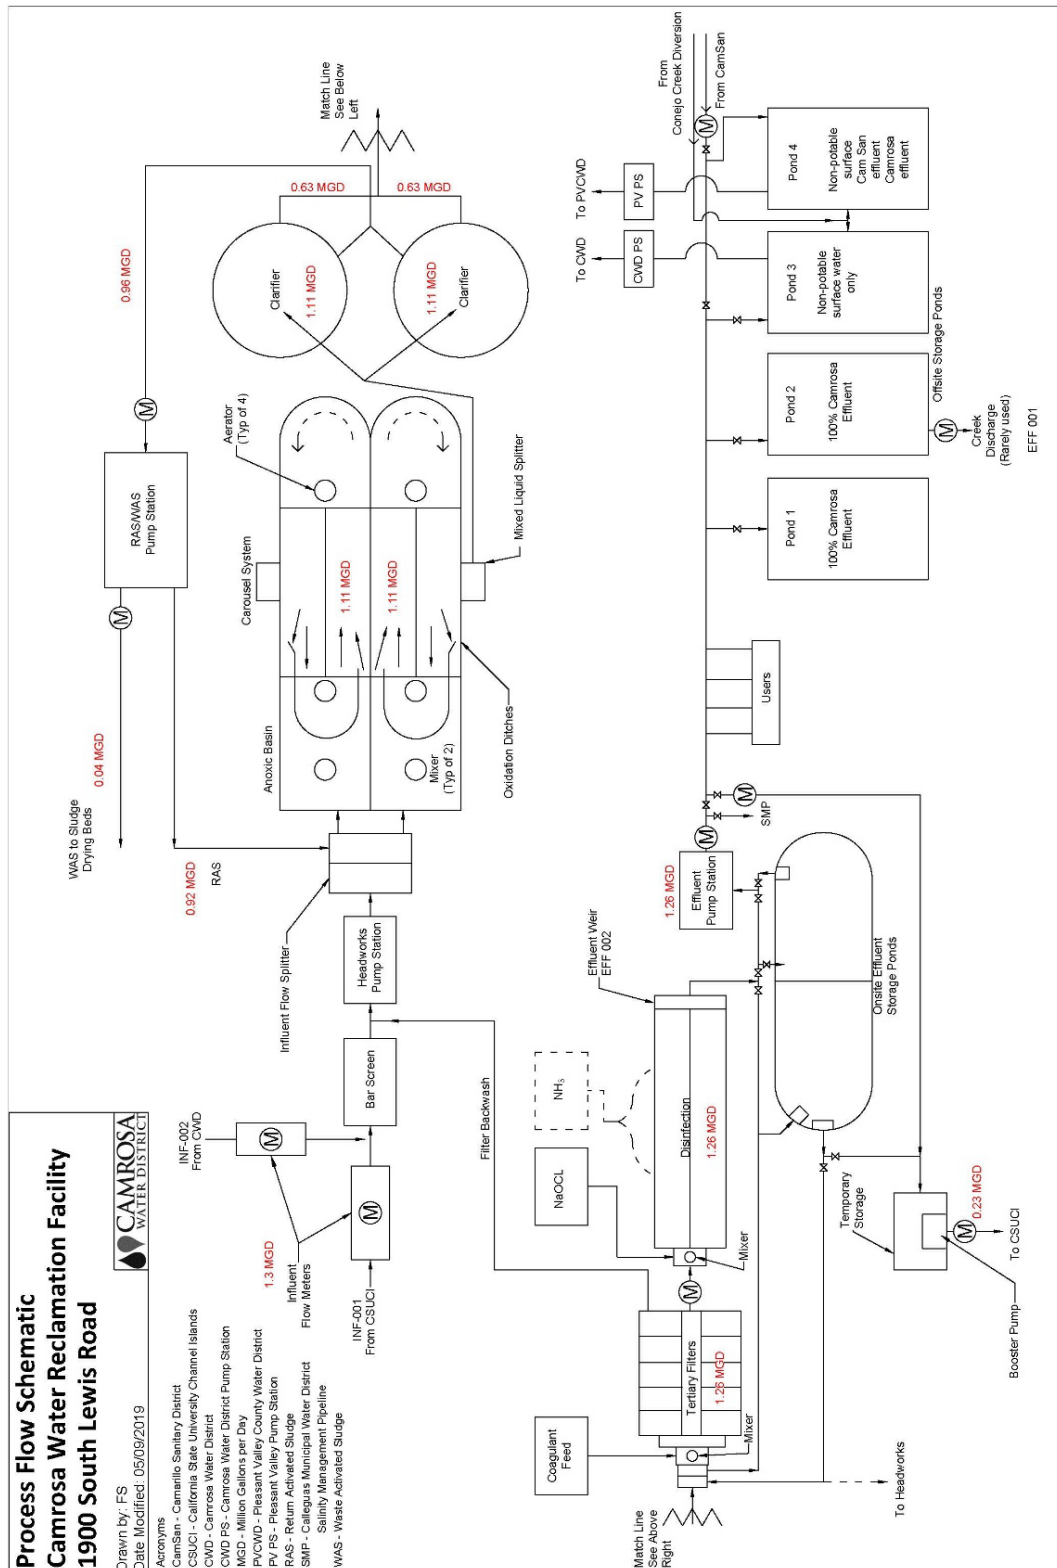 Process Flow Schematic
Camrosa Water Reclamation Facility
1900 South Lewis Road
Drawn by: FS
Date Modified: 05/09/2019
CAMROSA
WATER DISTRICT
Acronyms
CamSan - Camarillo Sanitary District
CSUCI - California State University Channel Islands
CWD - Camrosa Water District
CWD PS - Camrosa Water District Pump Station
MGD - Million Gallons per Day
PVCWD - Pleasant Valley County Water District
PV PS - Pleasant Valley Pump Station
RAS - Return Activated Sludge
SMP - Calleguas Municipal Water District
Salinity Management Pipeline
WAS - Waste Activated Sludge
INF-002
From CWD
M
1.3 MGD
Influent
Flow Meters
M
INF-001
From CSUCI
Bar Screen
Filter Backwash
Headworks
Pump Station
Influent Flow Splitter
WAS to Sludge
Drying Beds
0.04 MGD
M
0.92 MGD
RAS
RAS/WAS
Pump Station
M
0.96 MGD
Anoxic Basin
Mixer
(Typ of 2)
Oxidation Ditches
Carousel System
1.11 MGD
1.11 MGD
Aerator
(Typ of 4)
Mixed Liquid Splitter
Clarifier
1.11 MGD
1.11 MGD
Clarifier
0.63 MGD
0.63 MGD
Match Line
See Below
Left
Match Line
See Above
Right
Coagulant
Feed
Mixer
Tertiary Filters
1.26 MGD
M
To Headworks
NaOCL
Mixer
NH3
Disinfection
1.26 MGD
Effluent Weir
EFF 002
Temporary
Storage
M
0.23 MGD
To CSUCI
Booster Pump
Onsite Effluent
Storage Ponds
1.26 MGD
Effluent
Pump Station
M
SMP
M
Users
Pond 1
100% Camrosa
Effluent
Pond 2
100% Camrosa
Effluent
M
Creek
Discharge
(Rarely used)
EFF 001
Offsite Storage Ponds
Pond 3
Non-potable
surface water
only
Pond 4
Non-potable
surface
Cam San
effluent
Camrosa
effluent
To CWD
CWD PS
To PVCWD
PV PS
M
From
Conejo Creek Diversion
From CamSan